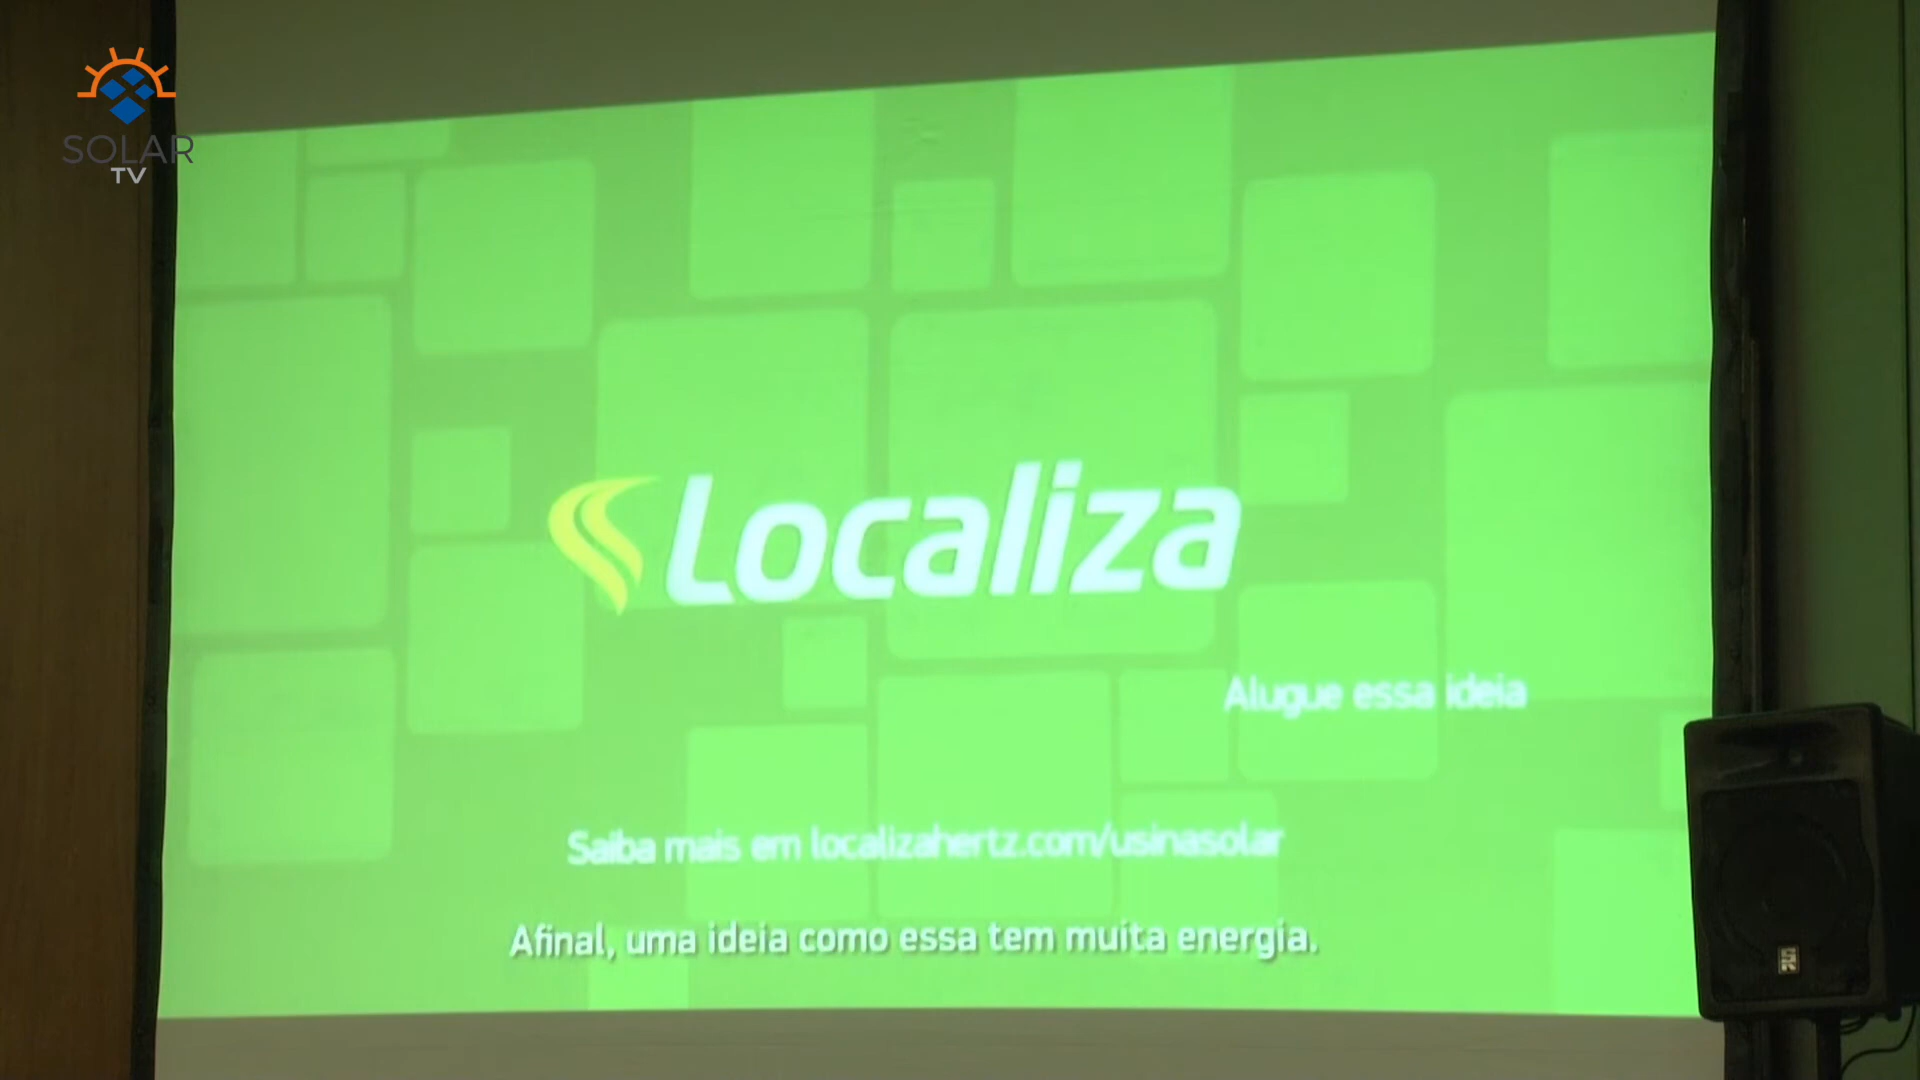 SOLAR
TV
Localiza
Alugue essa ideia
Saiba mais em localizahertz.com/usinasolar
Afinal, uma ideia como essa tem muita energia.